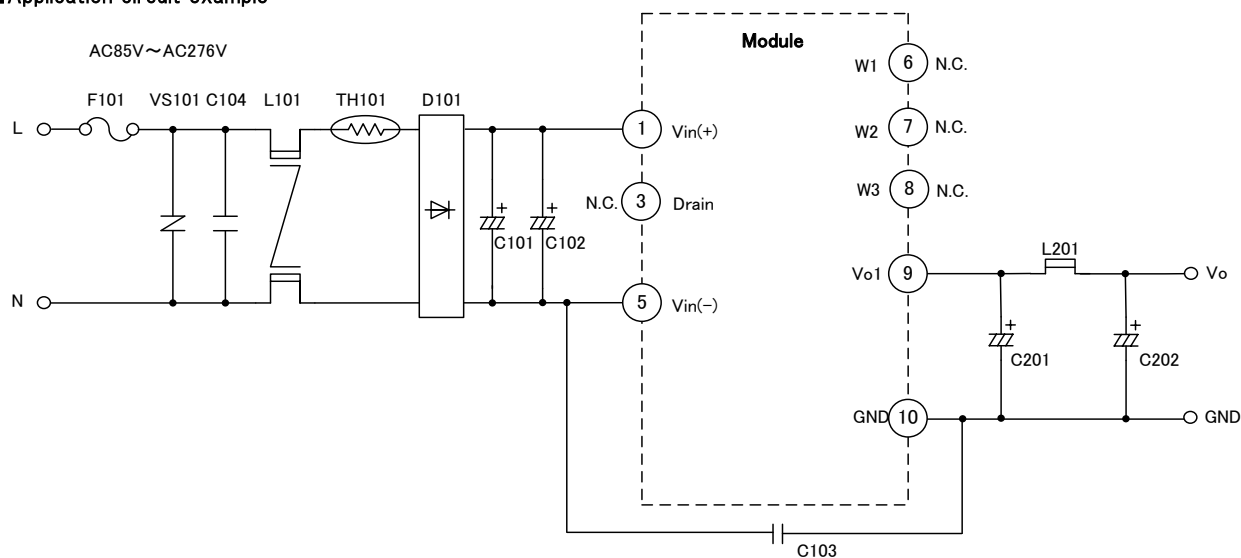 ■Application circuit example
AC85V～AC276V
Module
F101 VS101 C104 L101 TH101 D101
L
N
1 Vin(+)
N.C. 3 Drain
C101 C102
5 Vin(-)
W1 6 N.C.
W2 7 N.C.
W3 8 N.C.
Vo1 9
L201
Vo
C201 C202
GND 10
GND
C103